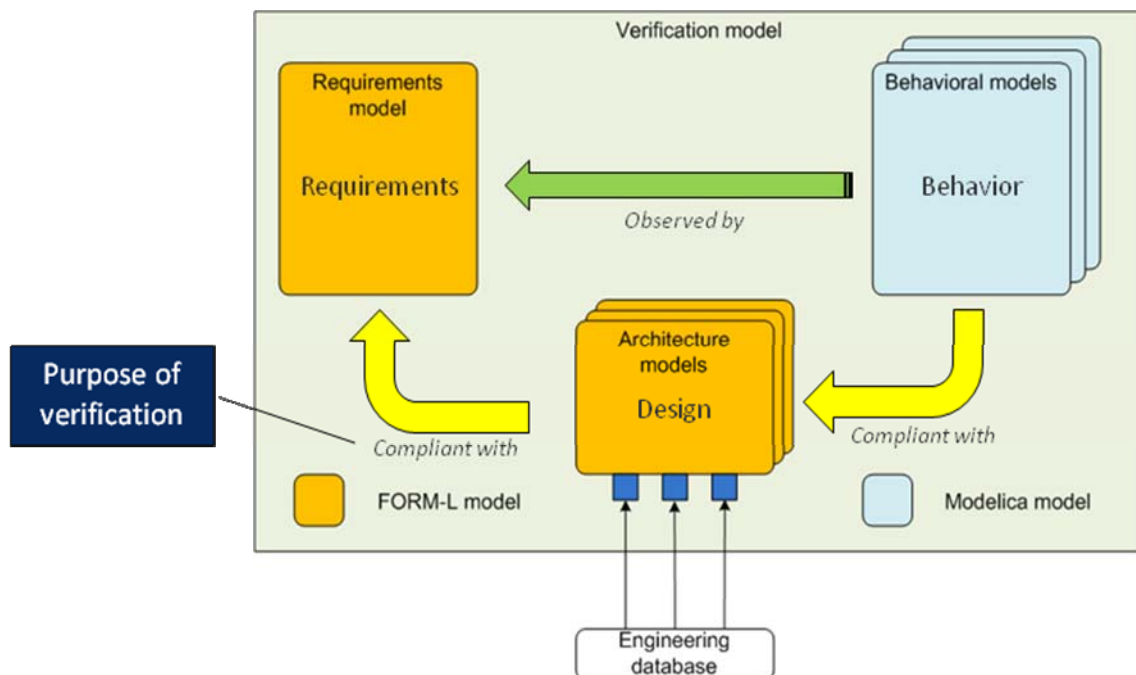 Verification model
Requirements
model
Requirements
Behavioral models
Behavior
Observed by
Purpose of
verification
Architecture
models
Design
Compliant with
Compliant with
FORM-L model
Modelica model
Engineering
database